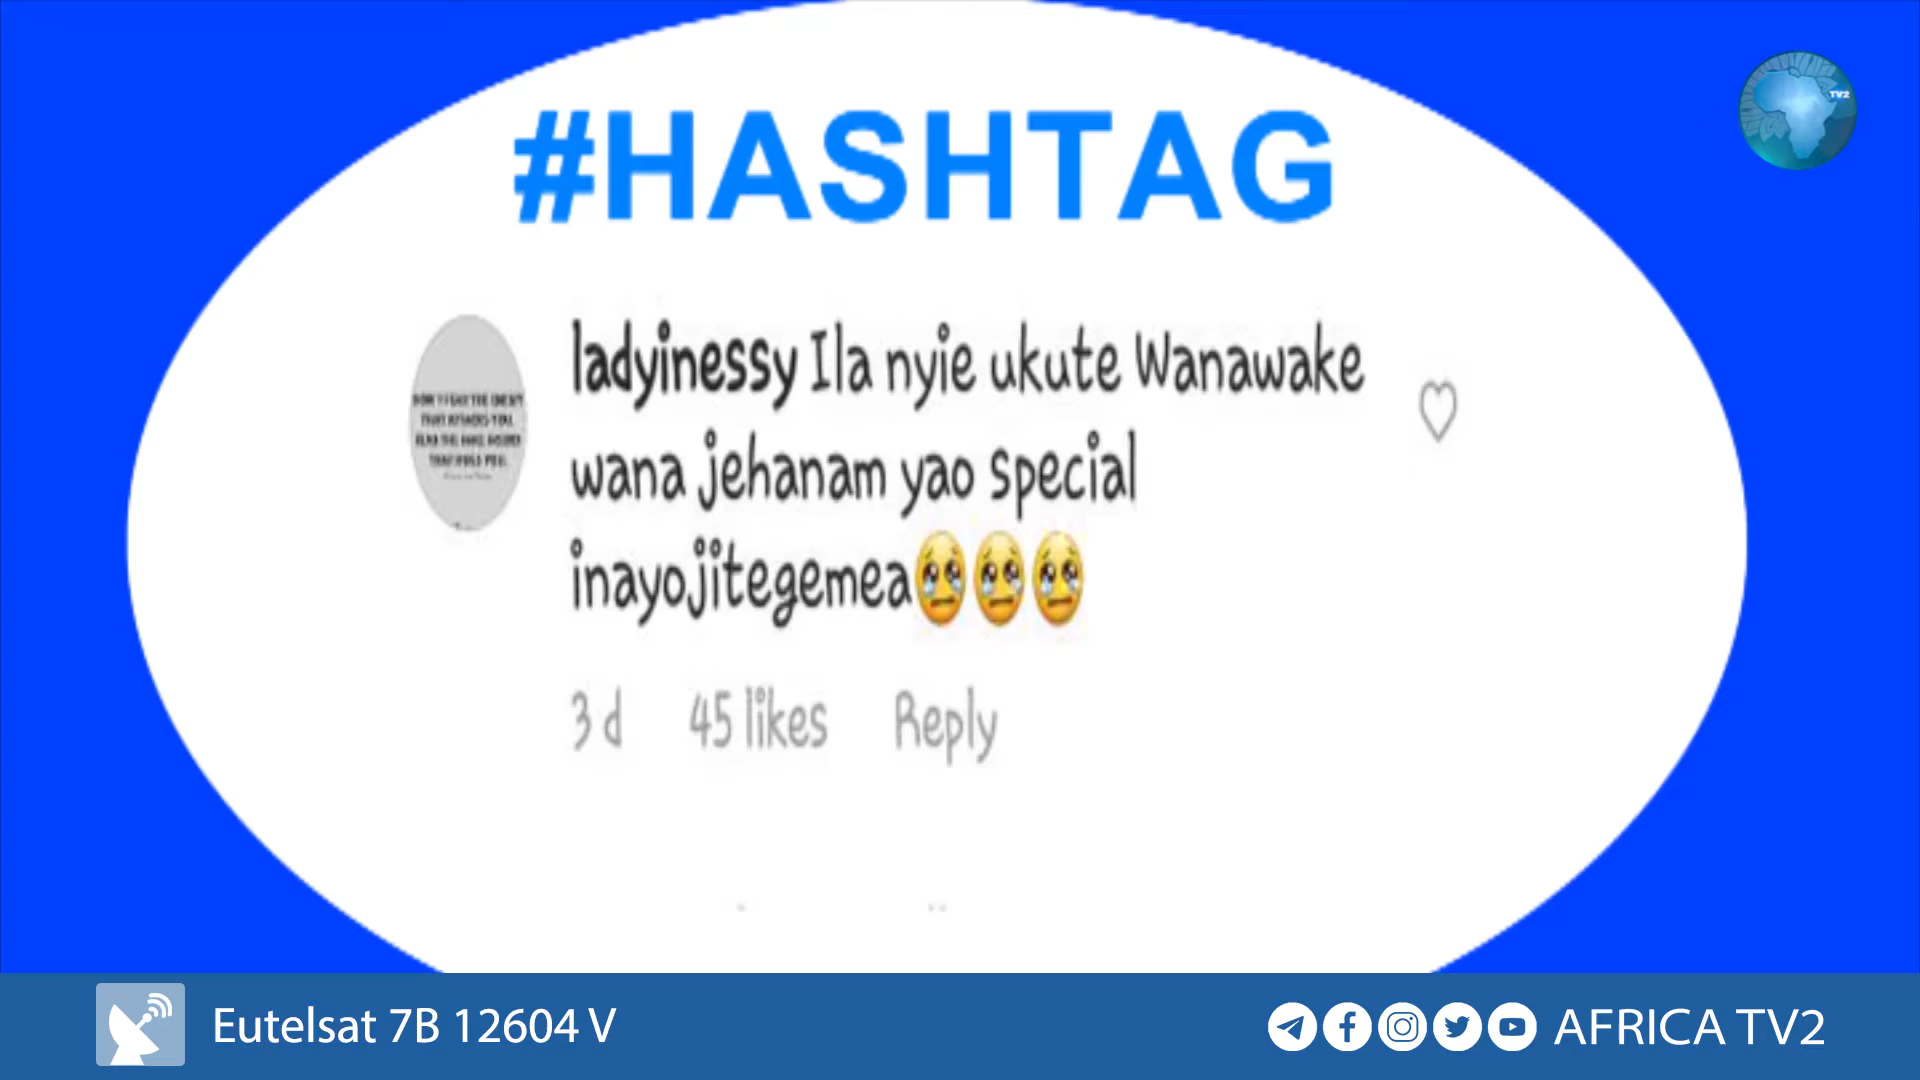 #HASHTAG
TV2
ladyinessy Ila nyie ukute Wanawake
wana jehanam yao special
inayojitegemea🥹🥹🥹
3 d 45 likes Reply
Eutelsat 7B 12604 V
AFRICA TV2